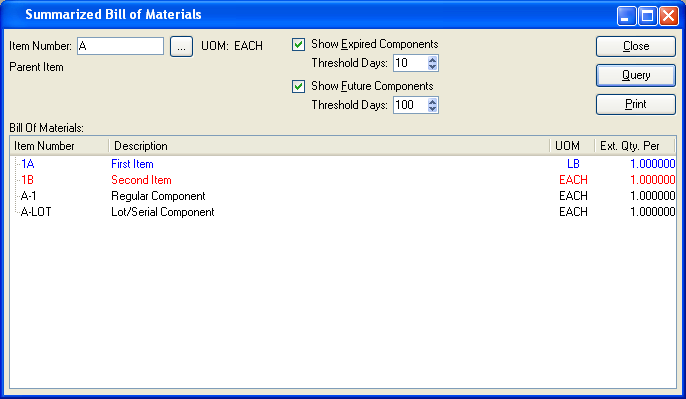 Summarized Bill of Materials
Item Number: A ... UOM: EACH
Parent Item
Show Expired Components
Threshold Days: 10
Show Future Components
Threshold Days: 100
Close
Query
Print
Bill Of Materials:
Item Number Description UOM Ext. Qty. Per
1A First Item LB 1.000000
1B Second Item EACH 1.000000
A-1 Regular Component EACH 1.000000
A-LOT Lot/Serial Component EACH 1.000000